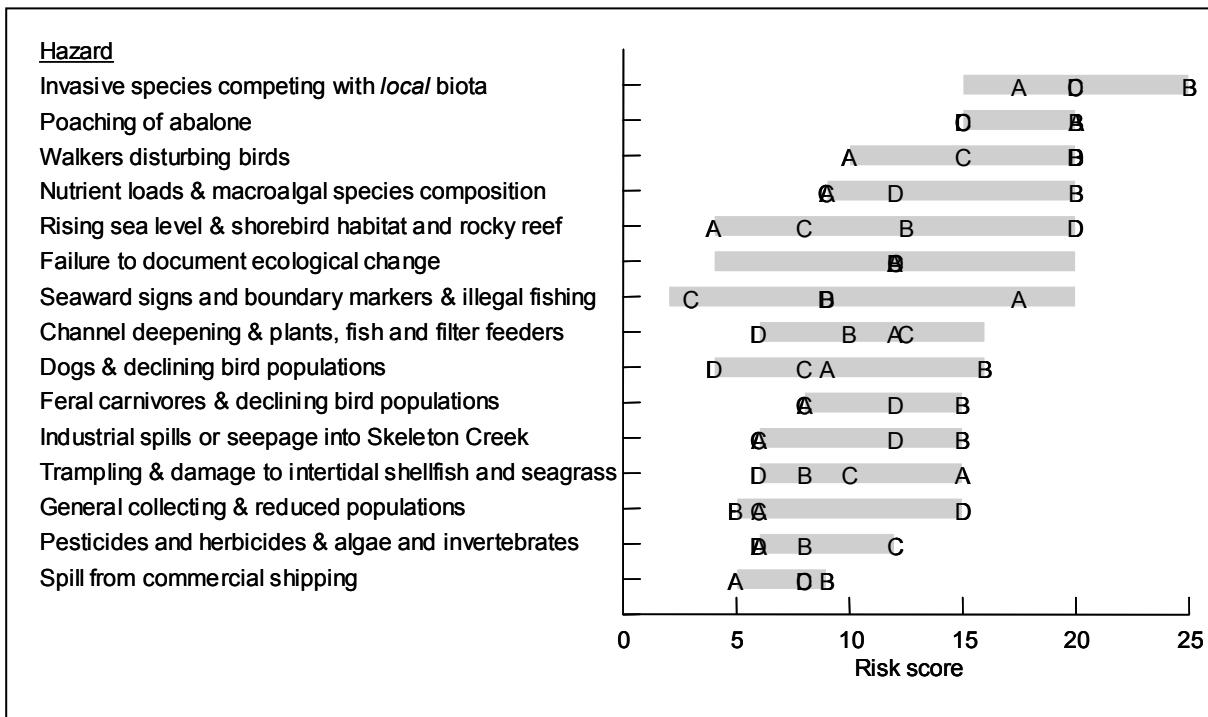 Hazard
Invasive species competing with local biota A B
Poaching of abalone
Walkers disturbing birds A C
Nutrient loads & macroalgal species composition D B
Rising sea level & shorebird habitat and rocky reef A C B D
Failure to document ecological change
Seaward signs and boundary markers & illegal fishing C A
Channel deepening & plants, fish and filter feeders D B A C
Dogs & declining bird populations D C A B
Feral carnivores & declining bird populations D B
Industrial spills or seepage into Skeleton Creek D B
Trampling & damage to intertidal shellfish and seagrass D B C A
General collecting & reduced populations B D
Pesticides and herbicides & algae and invertebrates B C
Spill from commercial shipping A B
0 5 10 15 20 25
Risk score